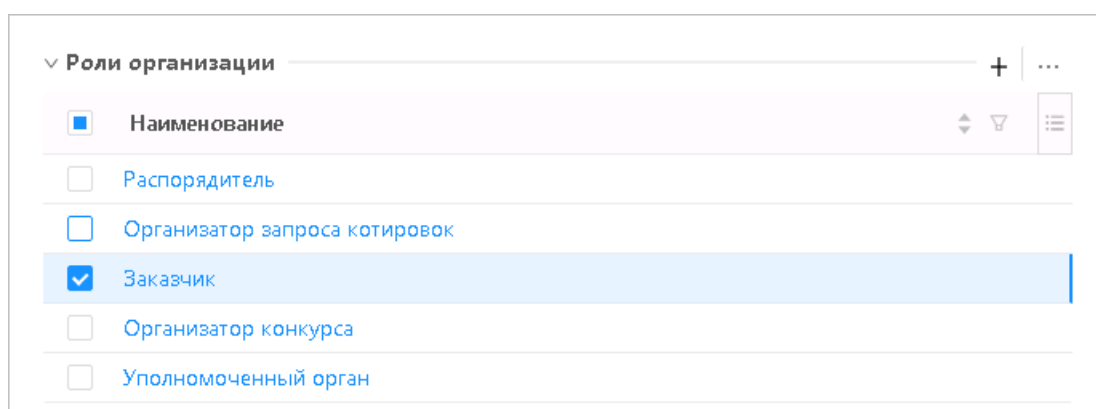 Роли организации
Наименование
Распорядитель
Организатор запроса котировок
Заказчик
Организатор конкурса
Уполномоченный орган